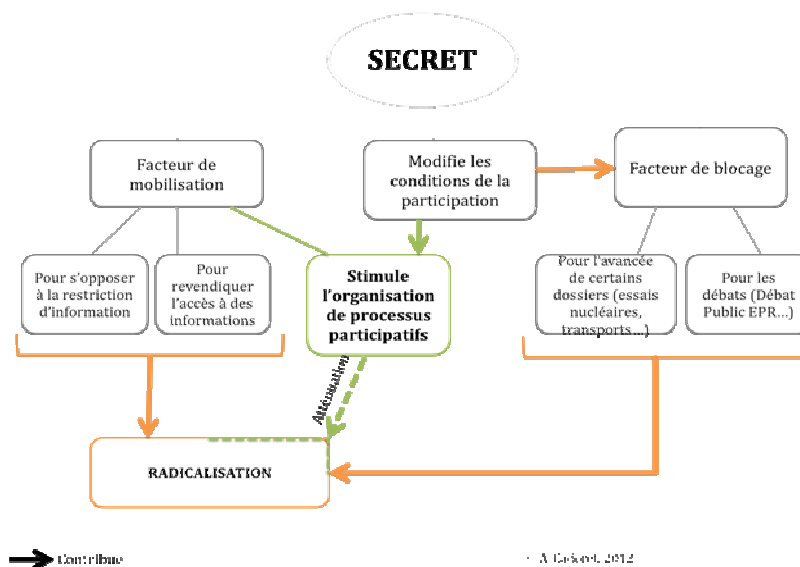 SECRET
Facteur de
mobilisation
Modifie les
conditions de la
participation
Facteur de blocage
Pour s'opposer
à la restriction
d'information
Pour
revendiquer
l'accès à des
informations
Stimule
l'organisation
de processus
participatifs
Pour l'avancée
de certains
dossiers (essais
nucléaires,
transports...)
Pour les
débats (Débat
Public EPR...)
Atténuation
RADICALISATION
Contribue
A. 2012